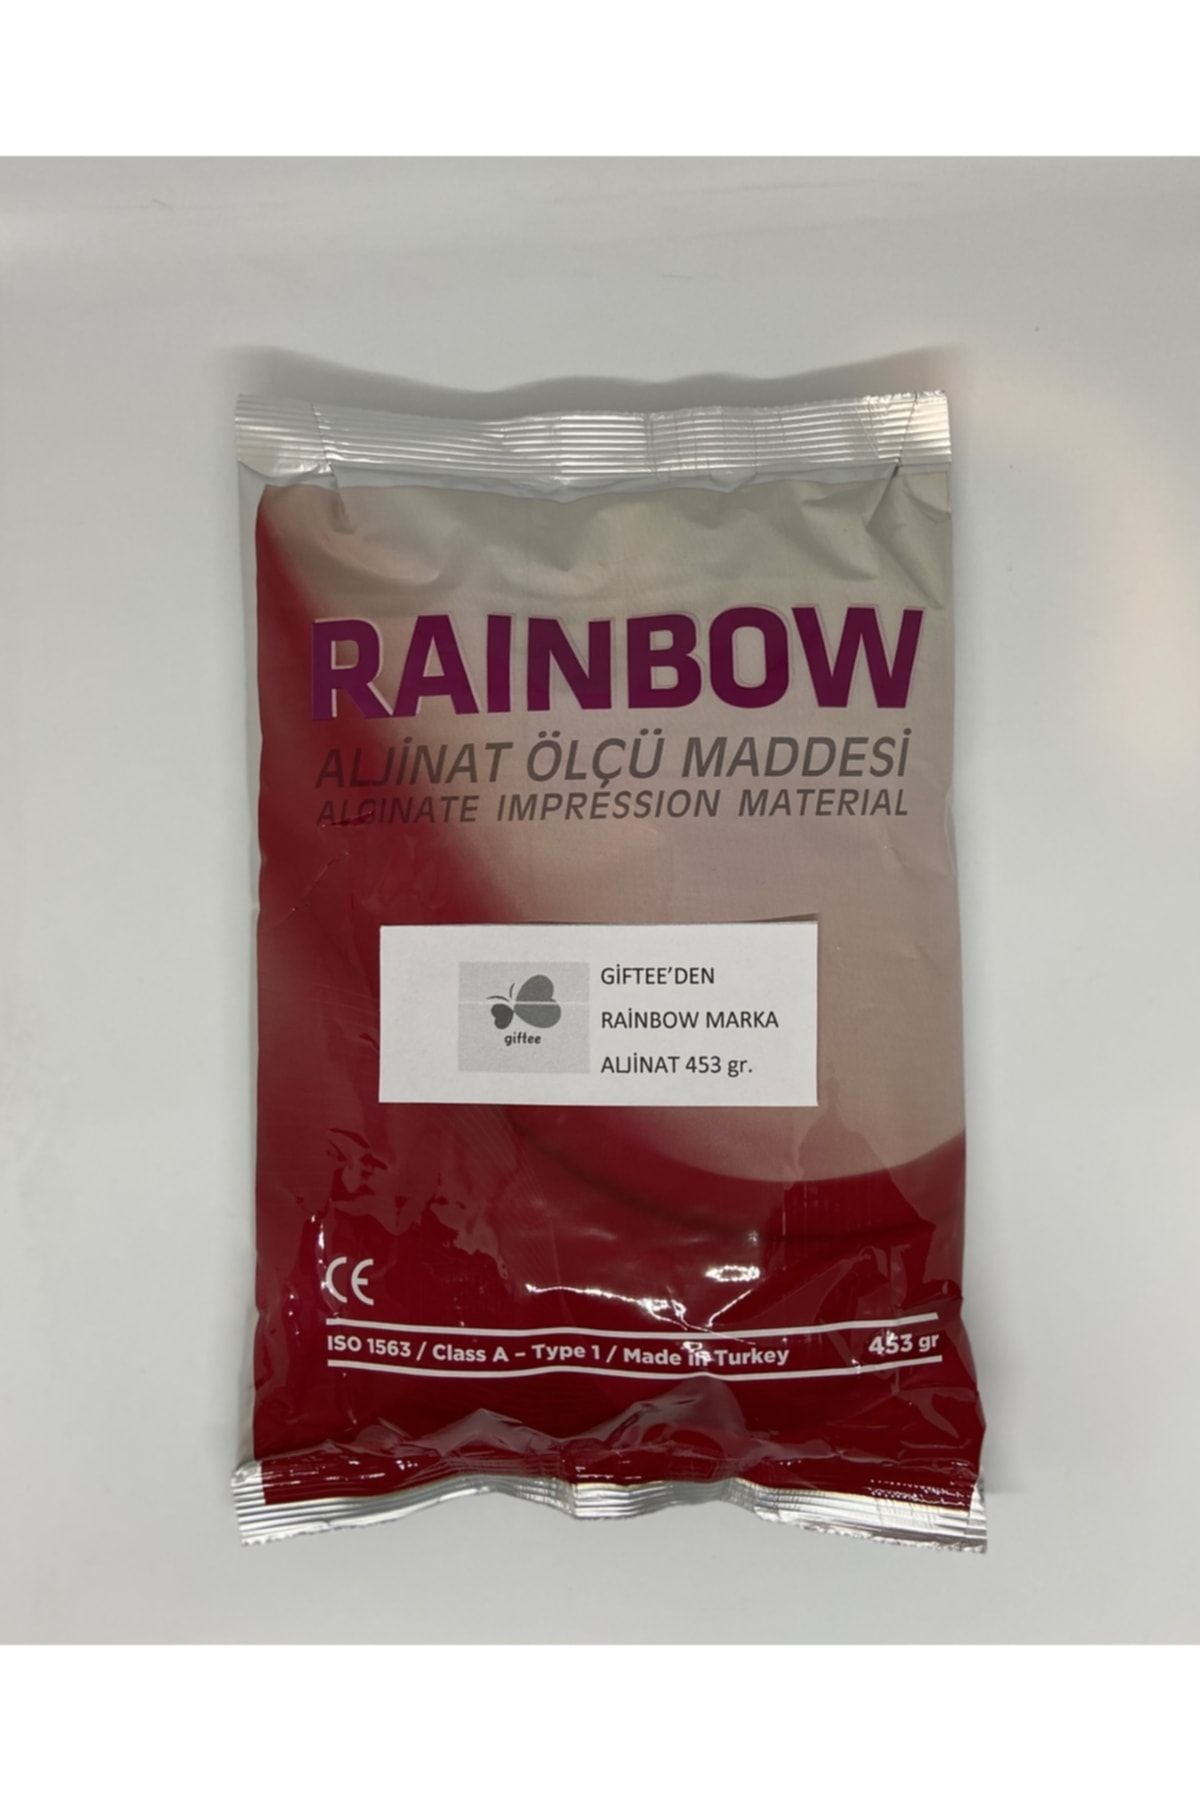 RAINBOW
ALJİNAT ÖLÇÜ MADDESİ
ALGINATE IMPRESSION MATERIAL
giftee
GİFTEE'DEN
RAİNBOW MARKA
ALJİNAT 453 gr.
CE
ISO 1563 / Class A - Type 1 / Made in Turkey 453 gr